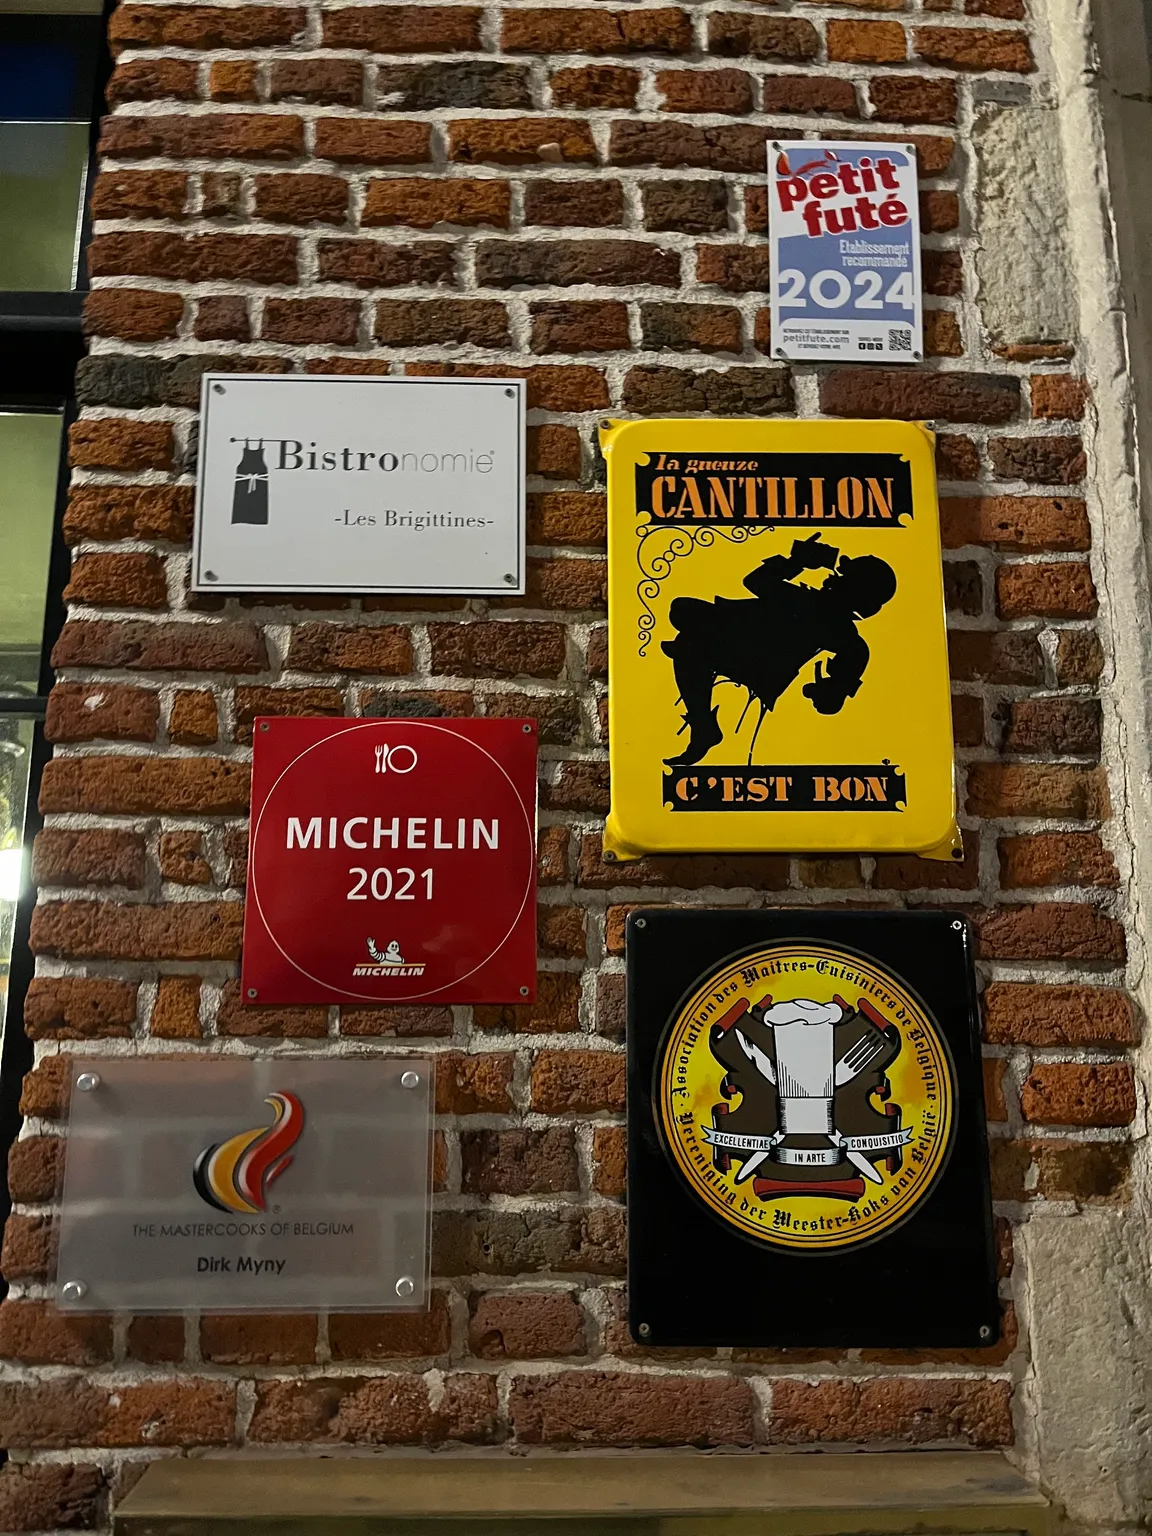 petit
futé
Etablissement
recommandé
2024
petitfute.com
Bistronomie®
-Les Brigittines-
la gueuze
CANTILLON
C'EST BON
MICHELIN
2021
MICHELIN
Association des Maitres-Cuisiniers de Belgique
Vereniging der Meester-Koks van België
EXCELLENTIAE
IN ARTE
CONQUISITIO
®
THE MASTERCOOKS OF BELGIUM
Dirk Myny